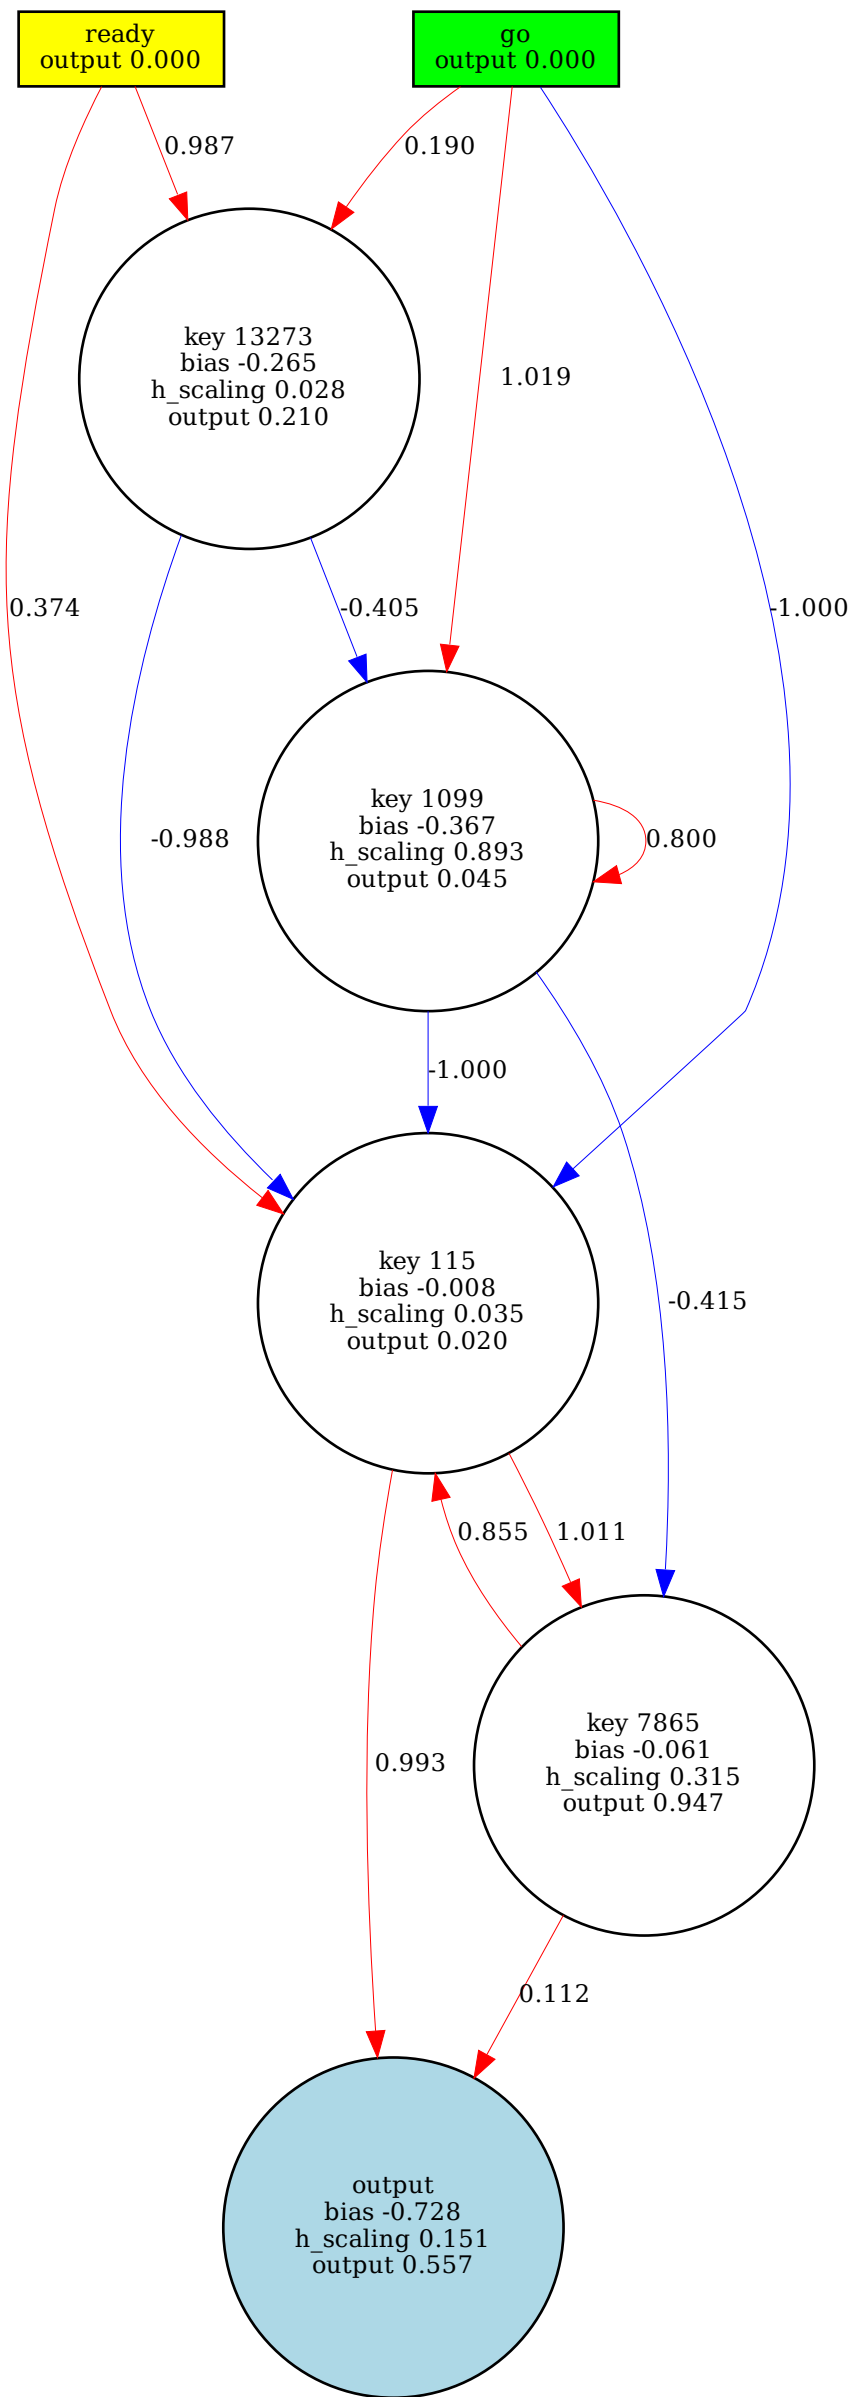 ready
output 0.000
go
output 0.000
0.987
0.190
key 13273
bias -0.265
h_scaling 0.028
output 0.210
1.019
0.374
-0.405
-1.000
key 1099
bias -0.367
h_scaling 0.893
output 0.045
-0.988
0.800
-1.000
key 115
bias -0.008
h_scaling 0.035
output 0.020
-0.415
0.855
1.011
key 7865
bias -0.061
h_scaling 0.315
output 0.947
0.993
0.112
output
bias -0.728
h_scaling 0.151
output 0.557